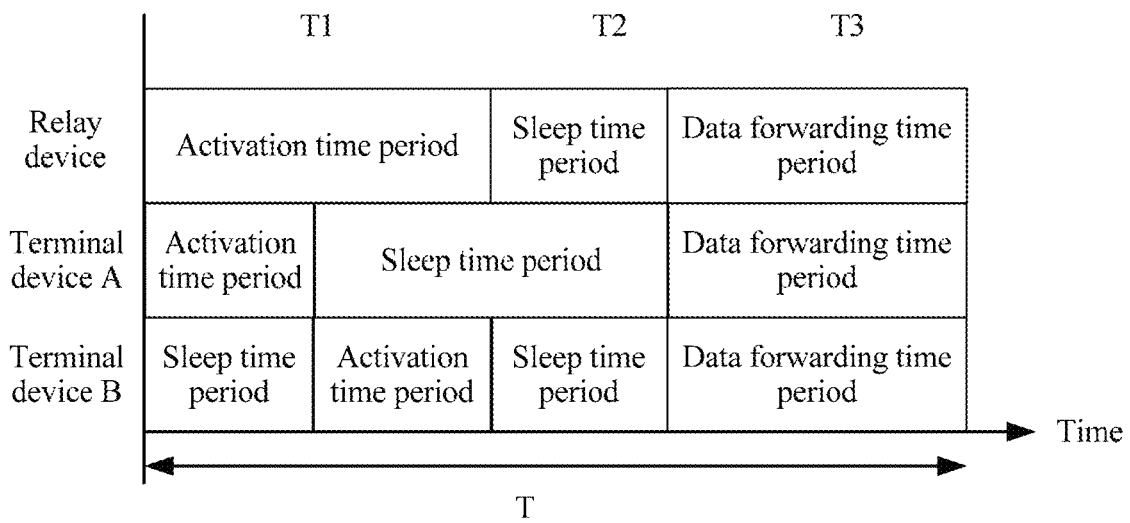 T1 T2 T3
Relay
device
Activation time period
Sleep time
period
Data forwarding time
period
Terminal
device A
Activation
time period
Sleep time period
Data forwarding time
period
Terminal
device B
Sleep time
period
Activation
time period
Sleep time
period
Data forwarding time
period
Time
T